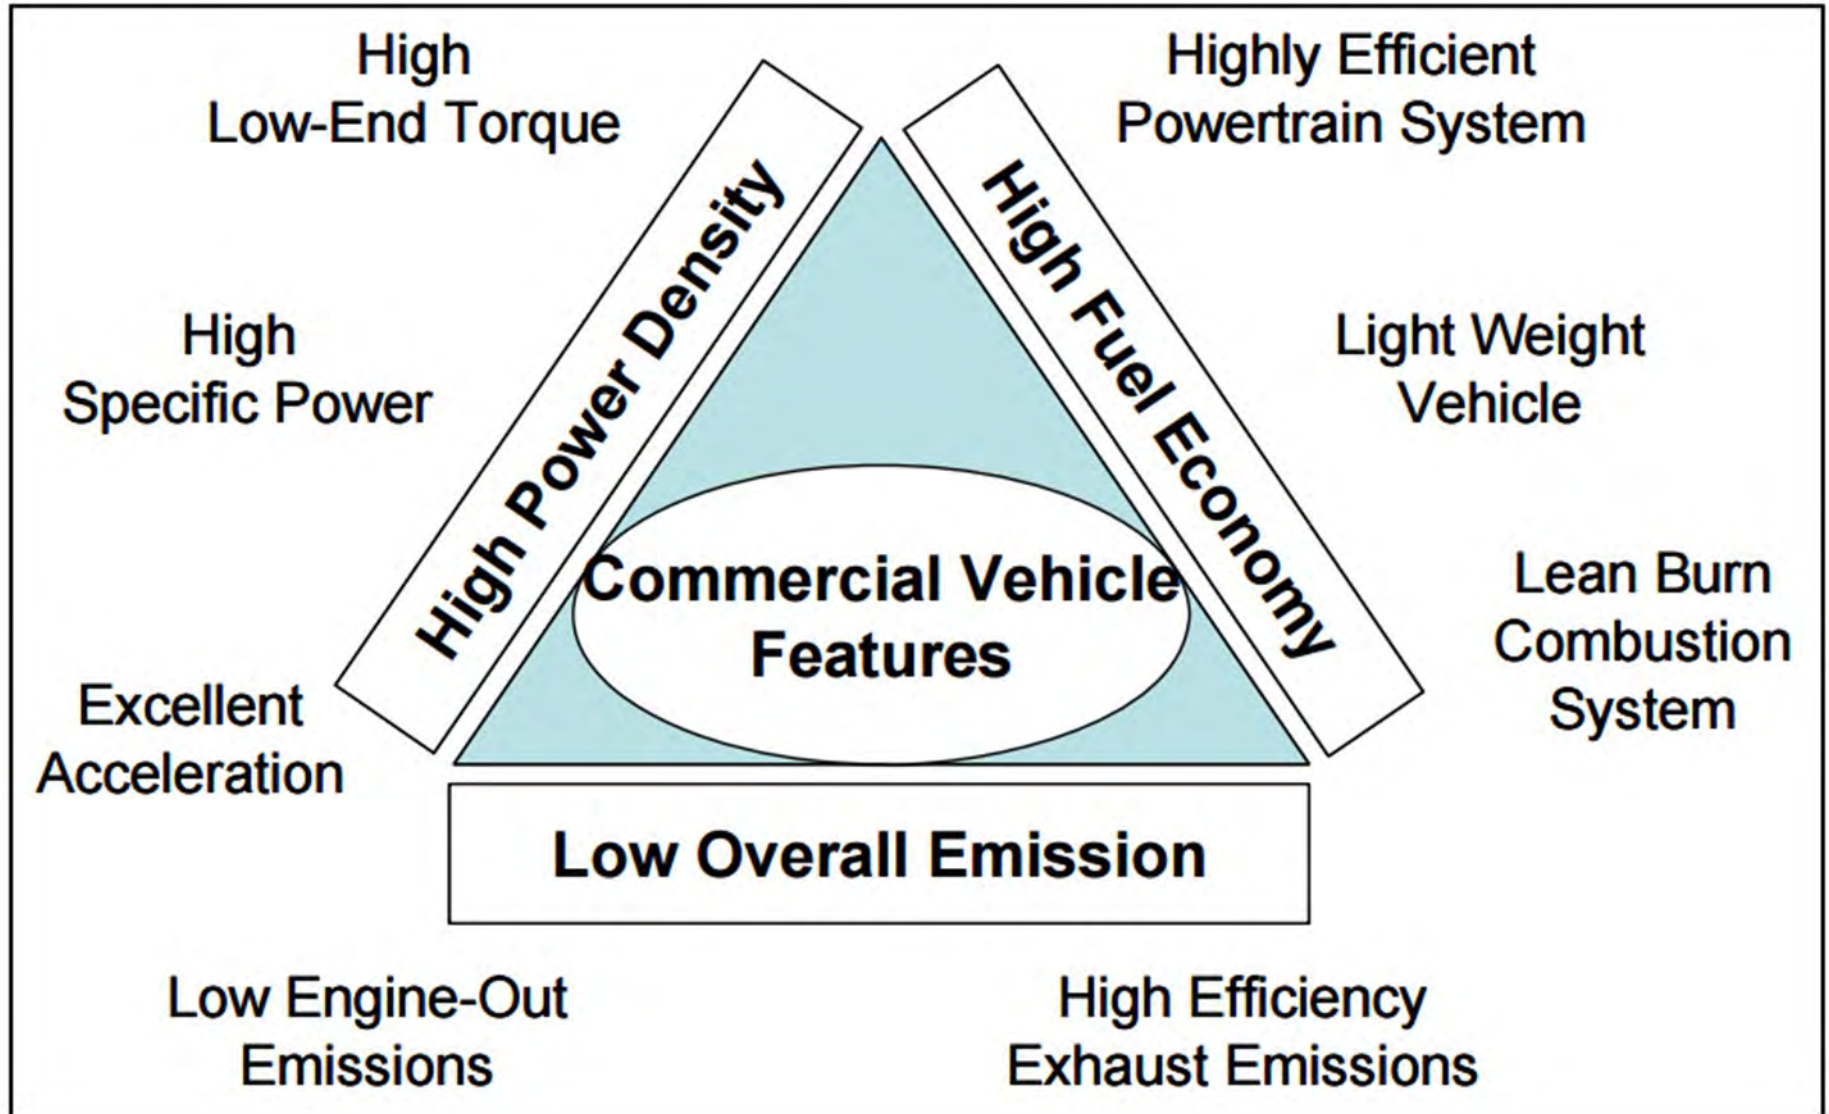 High
Low-End Torque
Highly Efficient
Powertrain System
High Power Density
High Fuel Economy
High
Specific Power
Light Weight
Vehicle
Commercial Vehicle
Features
Lean Burn
Combustion
System
Excellent
Acceleration
Low Overall Emission
Low Engine-Out
Emissions
High Efficiency
Exhaust Emissions